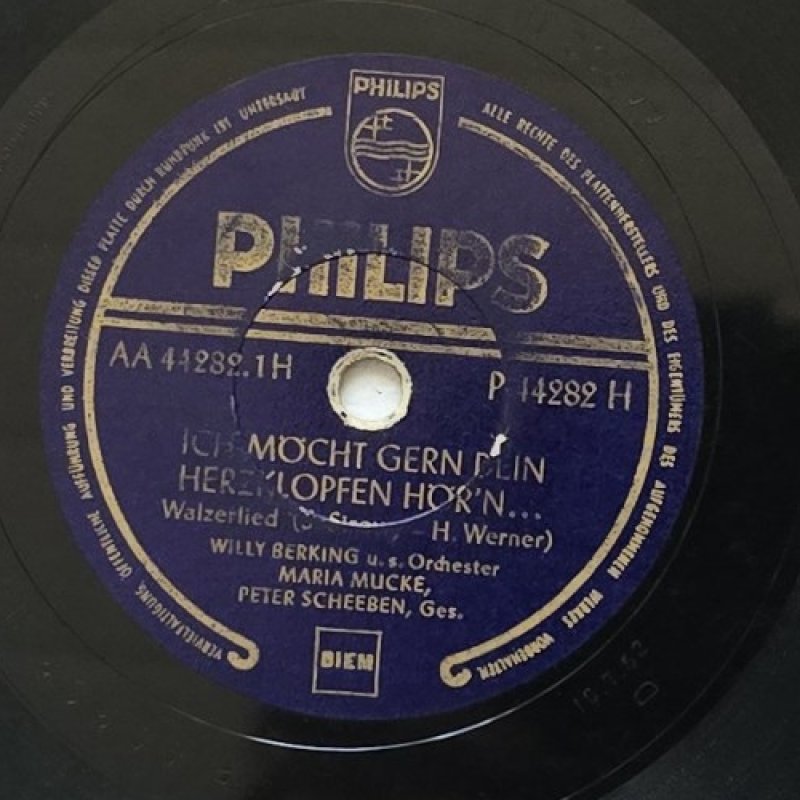 PHILIPS
PHILIPS
AA 44282.1H
P 44282 H
ICH MÖCHT GERN DEIN
HERZKLOPFEN HÖR'N...
Walzerlied - H. Werner)
WILLY BERKING u. s. Orchester
MARIA MUCKE,
PETER SCHEEBEN, Ges.
BIEM
ALLE RECHTE DES PLATTENHERSTELLERS UND DES EIGENTÜMERS DES AUFGENOMMENEN WERKES VORBEHALTEN.
VERVIELFÄLTIGUNG, ÖFFENTLICHE AUFFÜHRUNG UND VERBREITUNG DIESER PLATTE DURCH RUNDFUNK IST UNTERSAGT